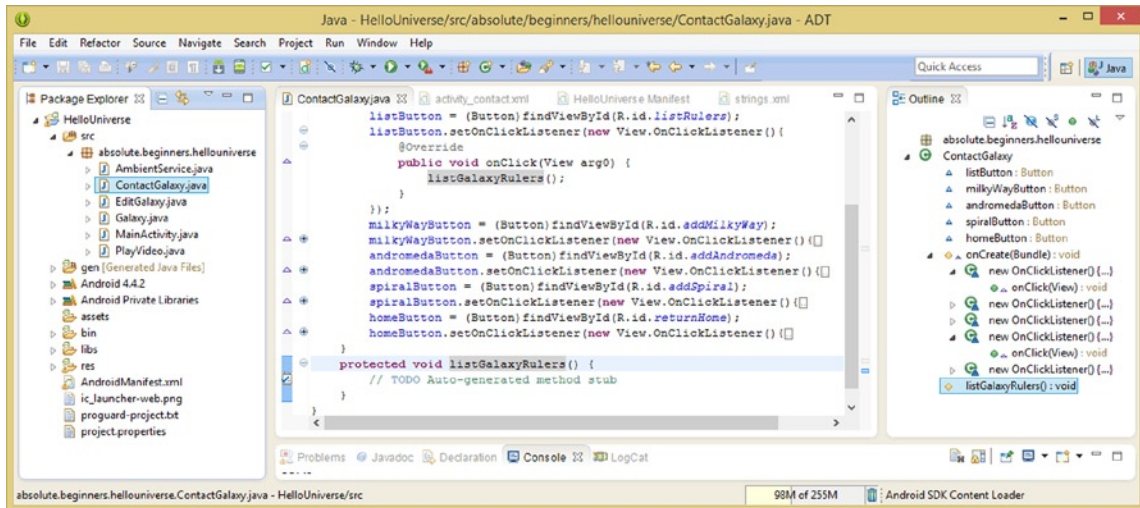 Java - HelloUniverse/src/absolute/beginners/hellouniverse/ContactGalaxy.java - ADT
File Edit Refactor Source Navigate Search Project Run Window Help
Quick Access
Java
Package Explorer
HelloUniverse
src
absolute.beginners.hellouniverse
AmbientService.java
ContactGalaxy.java
EditGalaxy.java
Galaxy.java
MainActivity.java
PlayVideo.java
gen [Generated Java Files]
Android 4.4.2
Android Private Libraries
assets
bin
libs
res
AndroidManifest.xml
ic_launcher-web.png
proguard-project.txt
project.properties
ContactGalaxy.java activity_contact.xml HelloUniverse Manifest strings.xml
listButton = (Button)findViewById(R.id.listRulers);
listButton.setOnClickListener(new View.OnClickListener(){
@Override
public void onClick(View arg0) {
listGalaxyRulers();
}
});
milkyWayButton = (Button)findViewById(R.id.addMilkyWay);
milkyWayButton.setOnClickListener(new View.OnClickListener(){
andromedaButton = (Button)findViewById(R.id.addAndromeda);
andromedaButton.setOnClickListener(new View.OnClickListener(){
spiralButton = (Button)findViewById(R.id.addSpiral);
spiralButton.setOnClickListener(new View.OnClickListener(){
homeButton = (Button)findViewById(R.id.returnHome);
homeButton.setOnClickListener(new View.OnClickListener(){
}
protected void listGalaxyRulers() {
// TODO Auto-generated method stub
}
}
Outline
absolute.beginners.hellouniverse
ContactGalaxy
listButton : Button
milkyWayButton : Button
andromedaButton : Button
spiralButton : Button
homeButton : Button
onCreate(Bundle) : void
new OnClickListener() {...}
onClick(View) : void
new OnClickListener() {...}
new OnClickListener() {...}
new OnClickListener() {...}
onClick(View) : void
new OnClickListener() {...}
listGalaxyRulers() : void
Problems Javadoc Declaration Console LogCat
absolute.beginners.hellouniverse.ContactGalaxy.java - HelloUniverse/src
98M of 255M
Android SDK Content Loader